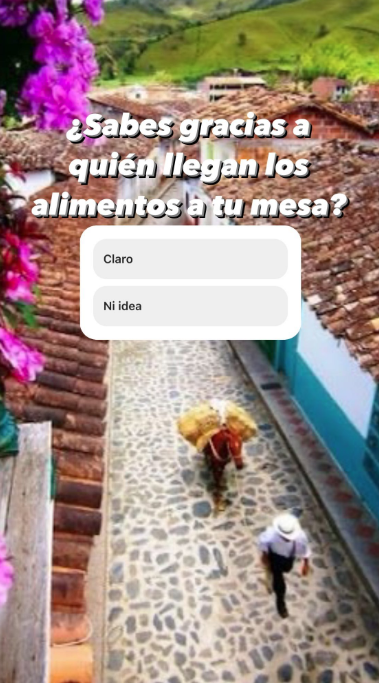 ¿Sabes gracias a
quién llegan los
alimentos a tu mesa?
Claro
Ni idea